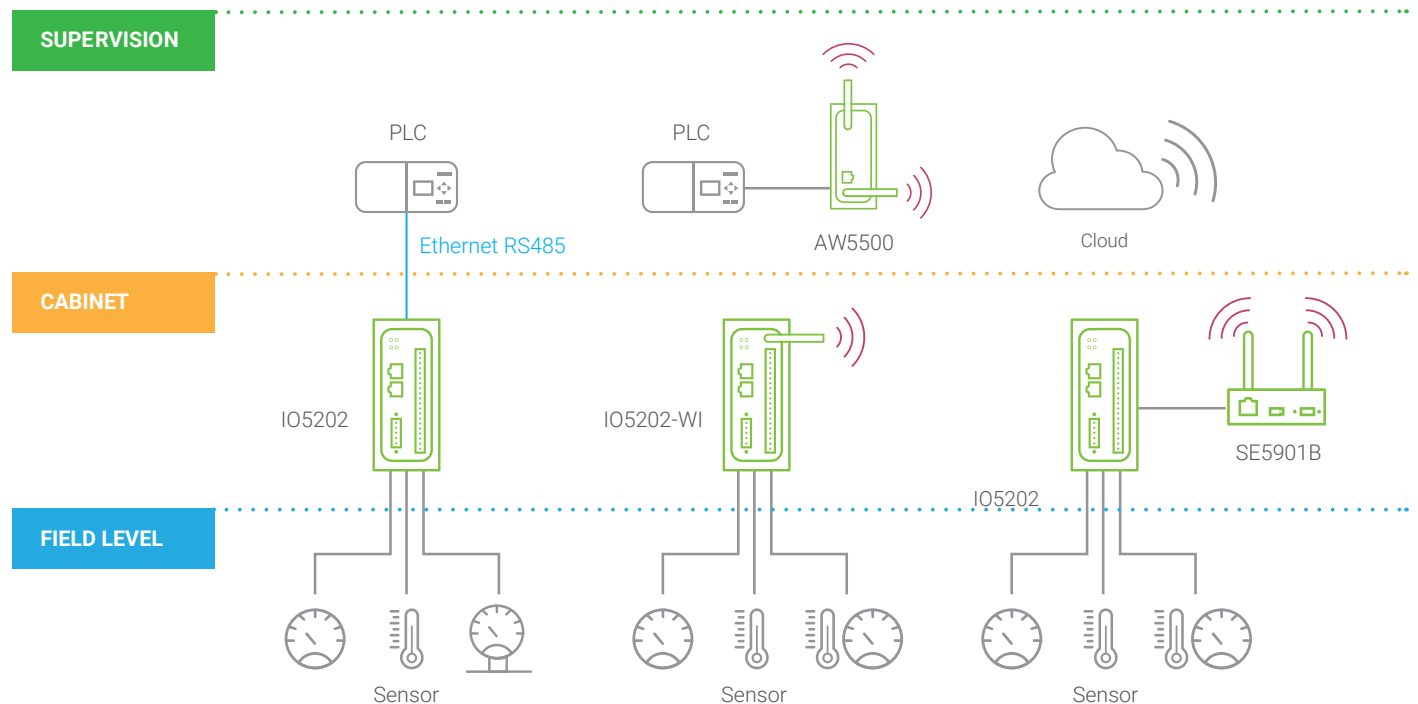 SUPERVISION
PLC
PLC
Ethernet RS485
AW5500
Cloud
CABINET
IO5202
IO5202-WI
SE5901B
IO5202
FIELD LEVEL
Sensor
Sensor
Sensor